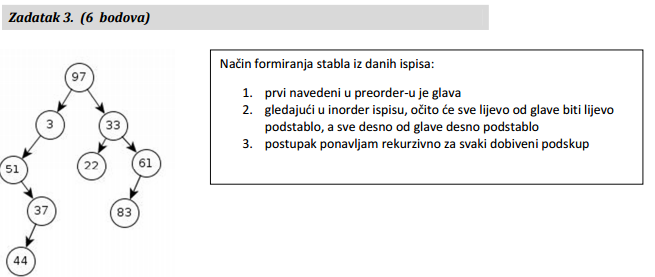 Zadatak 3. (6 bodova)
97
3
33
51
22
61
37
83
44
Način formiranja stabla iz danih ispisa:
1. prvi navedeni u preorder-u je glava
2. gledajući u inorder ispisu, očito će sve lijevo od glave biti lijevo
podstablo, a sve desno od glave desno podstablo
3. postupak ponavljam rekurzivno za svaki dobiveni podskup